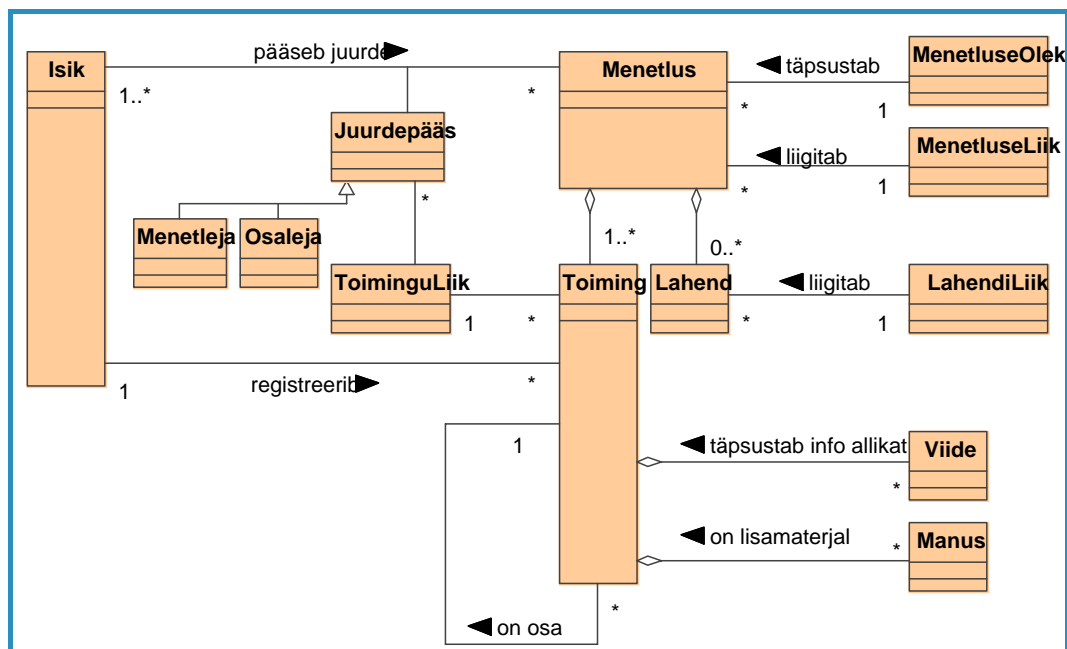 pääseb juurde
Isik
Menetlus
MenetluseOlek
täpsustab
1..*
*
*
1
Juurdepääs
MenetluseLiik
liigitab
*
1
*
Menetleja
Osaleja
1..*
0..*
ToiminguLiik
Toiming
Lahend
LahendiLiik
liigitab
1
*
*
1
registreerib
1
*
1
täpsustab info allikat
Viide
*
on lisamaterjal
*
Manus
*
on osa